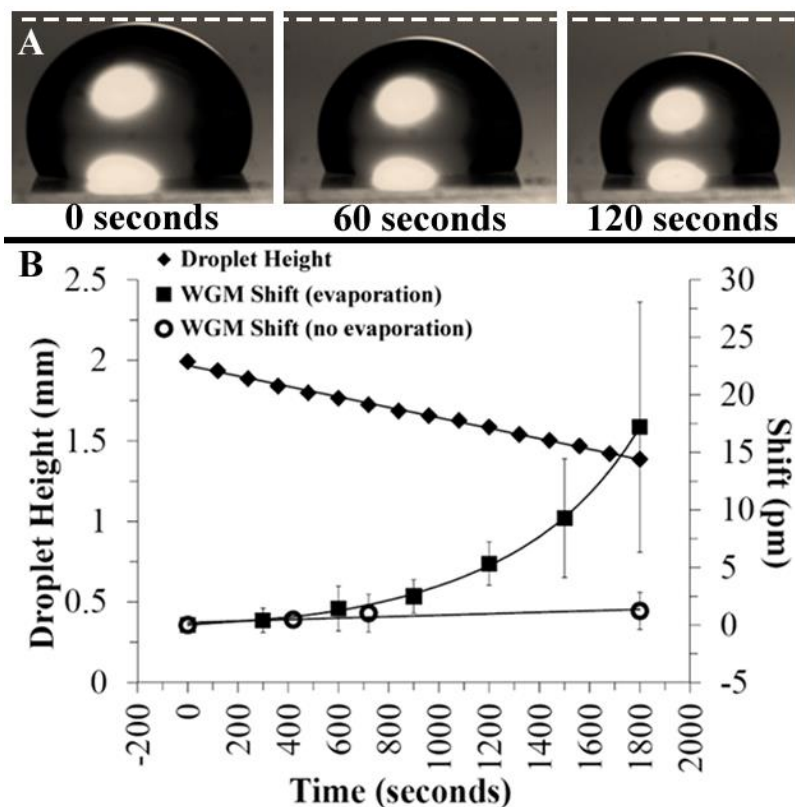 A
0 seconds
60 seconds
120 seconds
B
Droplet Height
WGM Shift (evaporation)
WGM Shift (no evaporation)
2.5
2
1.5
1
0.5
0
Droplet Height (mm)
30
25
20
15
10
5
0
-5
Shift (pm)
-200
0
200
400
600
800
1000
1200
1400
1600
1800
2000
Time (seconds)